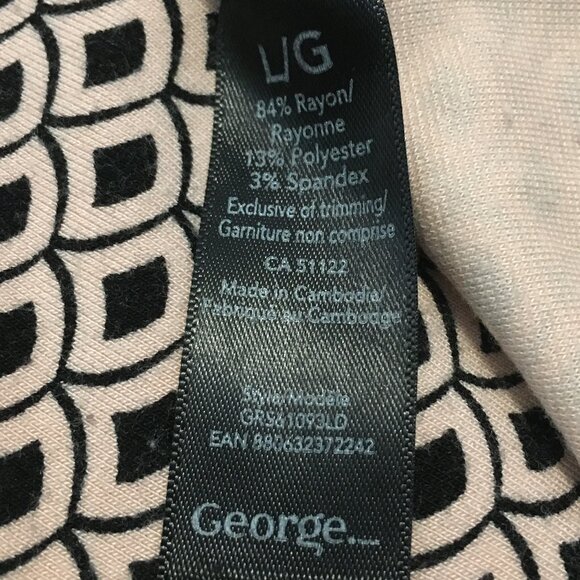 L/G
84% Rayon/
Rayonne
13% Polyester
3% Spandex
Exclusive of trimming/
Garniture non comprise
CA 51122
Made in Cambodia/
Fabriqué au Cambodge
Style/Modèle
GRS61093LD
EAN 880632372242
George._